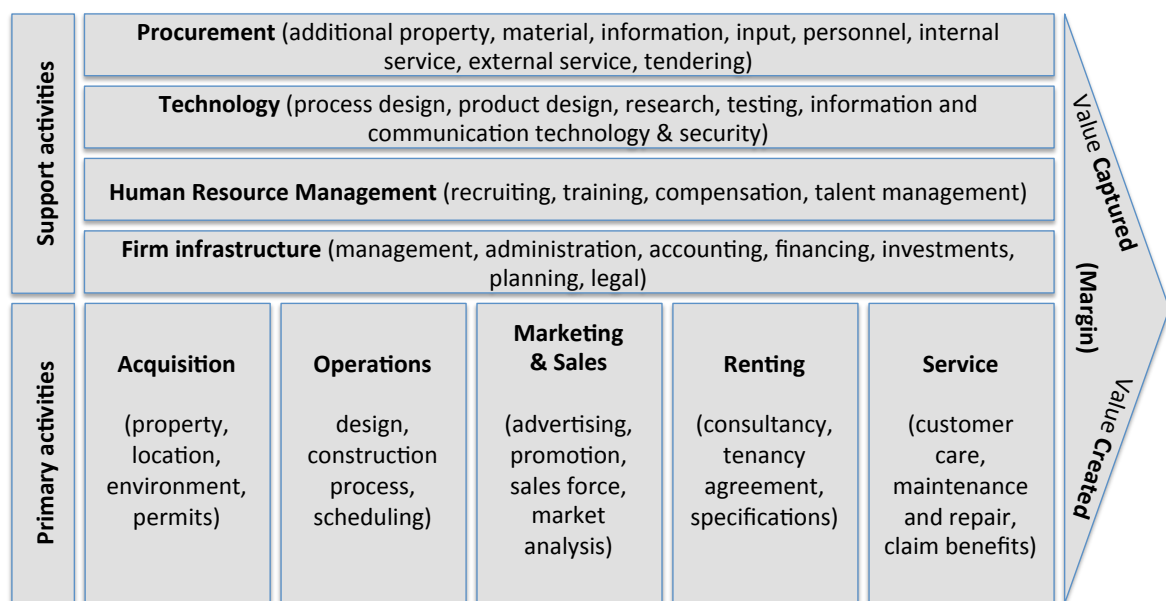 Support activities
Procurement (additional property, material, information, input, personnel, internal
service, external service, tendering)
Technology (process design, product design, research, testing, information and
communication technology & security)
Human Resource Management (recruiting, training, compensation, talent management)
Firm infrastructure (management, administration, accounting, financing, investments,
planning, legal)
Primary activities
Acquisition
(property,
location,
environment,
permits)
Operations
design,
construction
process,
scheduling)
Marketing
& Sales
(advertising,
promotion,
sales force,
market
analysis)
Renting
(consultancy,
tenancy
agreement,
specifications)
Service
(customer
care,
maintenance
and repair,
claim benefits)
Value Captured
(Margin)
Value Created